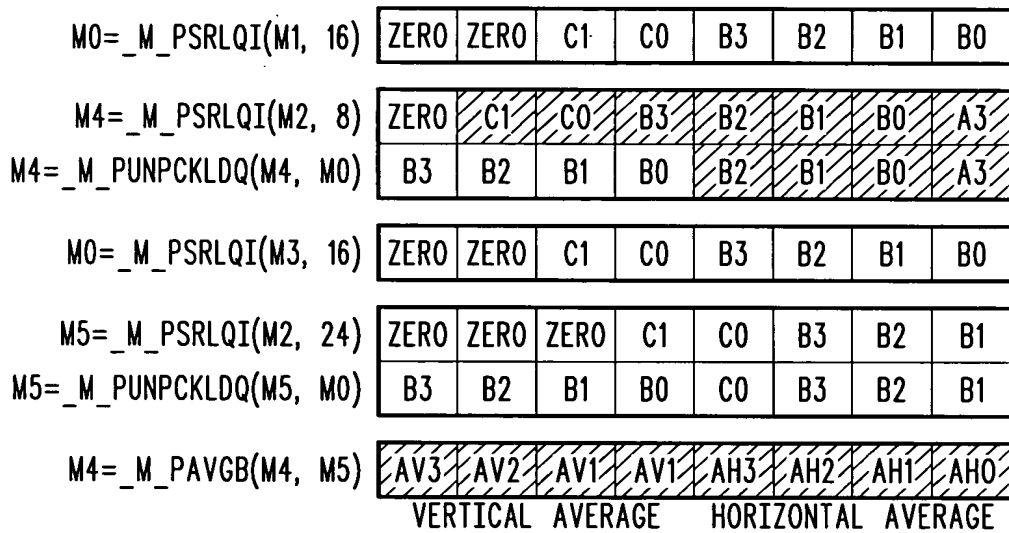 M0=_M_PSRLQI(M1, 16) ZERO ZERO C1 C0 B3 B2 B1 B0
M4=_M_PSRLQI(M2, 8) ZERO C1 C0 B3 B2 B1 B0 A3
M4=_M_PUNPCKLDQ(M4, M0) B3 B2 B1 B0 B2 B1 B0 A3
M0=_M_PSRLQI(M3, 16) ZERO ZERO C1 C0 B3 B2 B1 B0
M5=_M_PSRLQI(M2, 24) ZERO ZERO ZERO C1 C0 B3 B2 B1
M5=_M_PUNPCKLDQ(M5, M0) B3 B2 B1 B0 C0 B3 B2 B1
M4=_M_PAVGB(M4, M5) AV3 AV2 AV1 AV1 AH3 AH2 AH1 AH0
VERTICAL AVERAGE HORIZONTAL AVERAGE